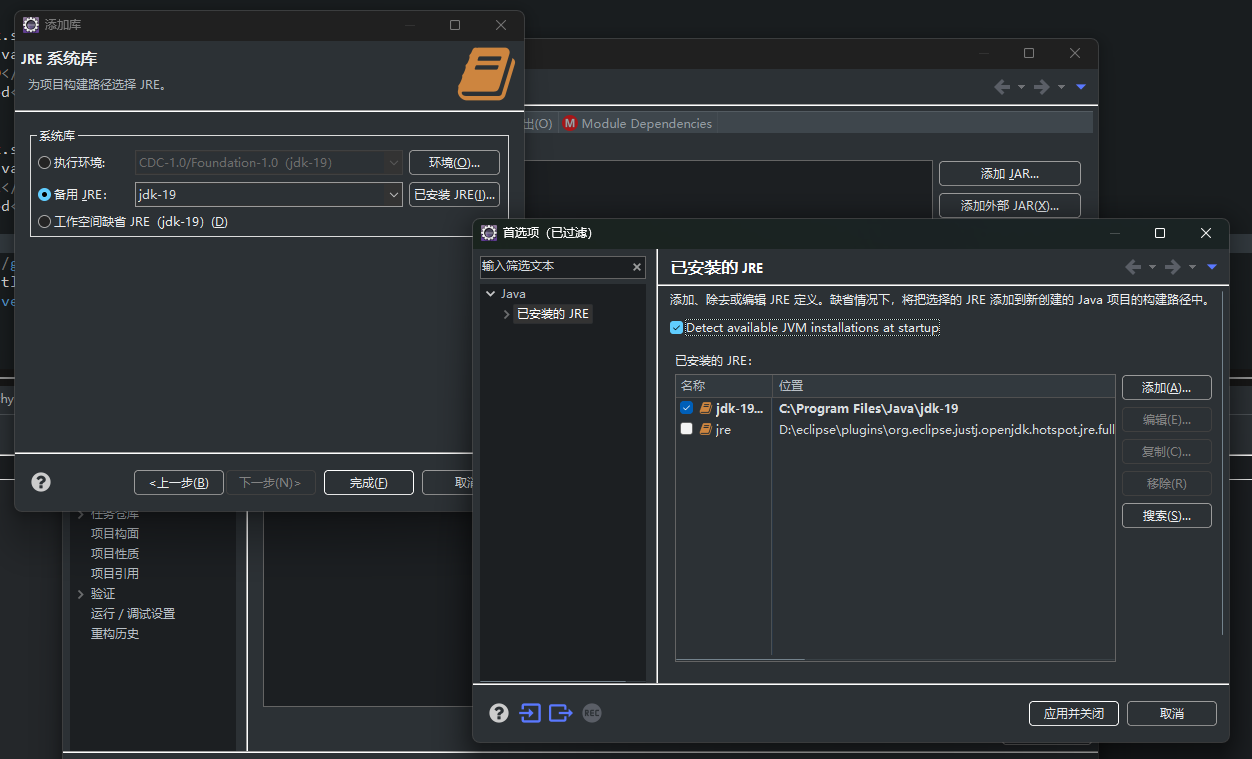 添加库
JRE 系统库
为项目构建路径选择 JRE。
系统库
执行环境:
CDC-1.0/Foundation-1.0（jdk-19）
环境(O)...
备用 JRE:
jdk-19
已安装 JRE(I)...
工作空间缺省 JRE（jdk-19）(D)
<上一步(B)
下一步(N)>
完成(F)
取消
出(O)
M Module Dependencies
添加 JAR...
添加外部 JAR(X)...
任务仓库
项目构面
项目性质
项目引用
验证
运行 / 调试设置
重构历史
首选项（已过滤）
输入筛选文本
Java
已安装的 JRE
已安装的 JRE
添加、除去或编辑 JRE 定义。缺省情况下，将把选择的 JRE 添加到新创建的 Java 项目的构建路径中。
Detect available JVM installations at startup
已安装的 JRE:
名称 位置
jdk-19... C:\Program Files\Java\jdk-19
jre D:\eclipse\plugins\org.eclipse.justj.openjdk.hotspot.jre.full
添加(A)...
编辑(E)...
复制(C)...
移除(R)
搜索(S)...
REC
应用并关闭
取消